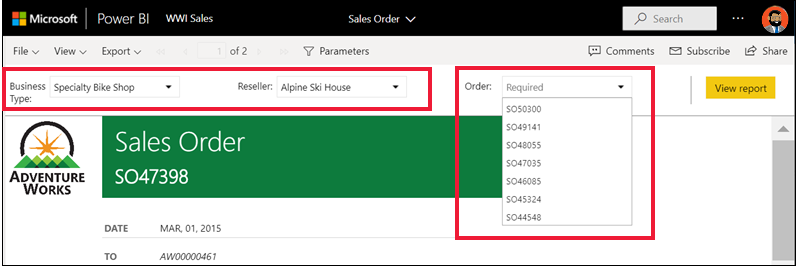 Microsoft Power BI WWI Sales Sales Order Search ...
File View Export 1 of 2 Parameters Comments Subscribe Share
Business Type: Specialty Bike Shop Reseller: Alpine Ski House Order: Required View report
SO50300
SO49141
SO48055
SO47035
SO46085
SO45324
SO44548
ADVENTURE
WORKS
Sales Order
SO47398
DATE MAR, 01, 2015
TO AW00000461